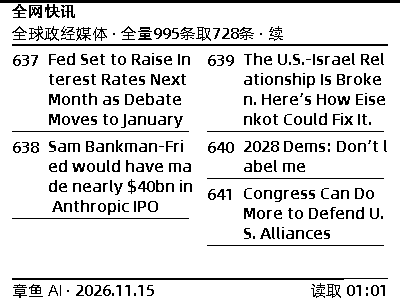 全网快讯
全球政经媒体 · 全量995条取728条 · 续
637 Fed Set to Raise In
terest Rates Next
Month as Debate
Moves to January
638 Sam Bankman-Fri
ed would have ma
de nearly $40bn in
Anthropic IPO
639 The U.S.-Israel Rel
ationship Is Broke
n. Here's How Eise
nkot Could Fix It.
640 2028 Dems: Don't l
abel me
641 Congress Can Do
More to Defend U.
S. Alliances
章鱼 AI · 2026.11.15
读取 01:01